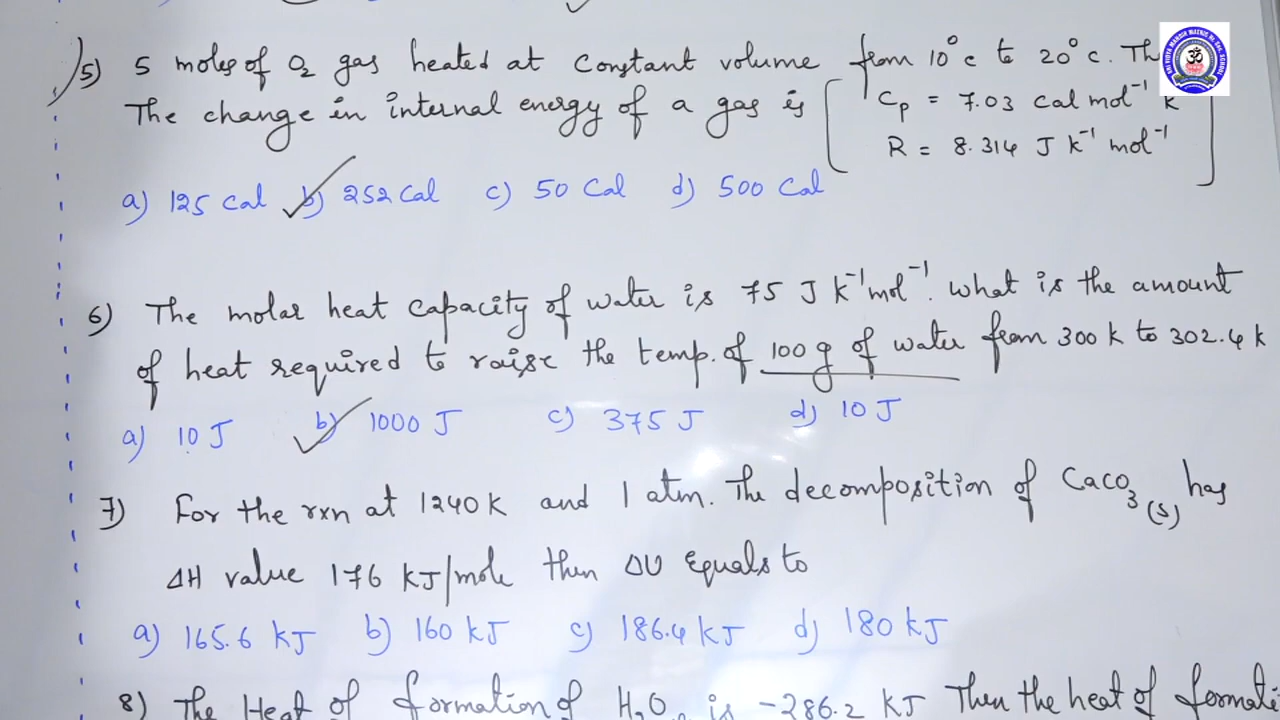 5) 5 moles of O2 gas heated at constant volume from 10°c to 20°c. Th
The change in internal energy of a gas is [ Cp = 7.03 cal mol⁻¹ K
R = 8.314 J K⁻¹ mol⁻¹ ]
a) 125 cal b) 252 Cal c) 50 Cal d) 500 Cal
6) The molar heat capacity of water is 75 J K⁻¹mol⁻¹. what is the amount
of heat required to raise the temp. of 100 g of water from 300 k to 302.4 k
a) 10 J b) 1000 J c) 375 J d) 10 J
7) For the rxn at 1240 K and 1 atm. The decomposition of CaCO3 (s) has
ΔH value 176 KJ/mole then ΔU Equals to
a) 165.6 kJ b) 160 kJ c) 186.4 kJ d) 180 kJ
8) The Heat of formation of H2O is -286.2 KJ Then the heat of formati